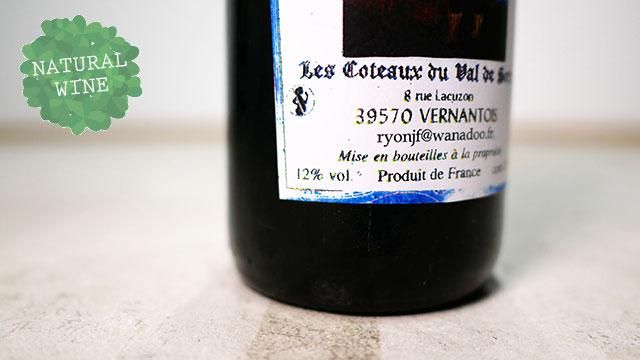 NATURAL
WINE
Les Coteaux du Val de
8 rue Lacuzon
39570 VERNANTOIS
ryonjf@wanadoo.fr
Mise en bouteilles à la propriété
12% vol. Produit de France